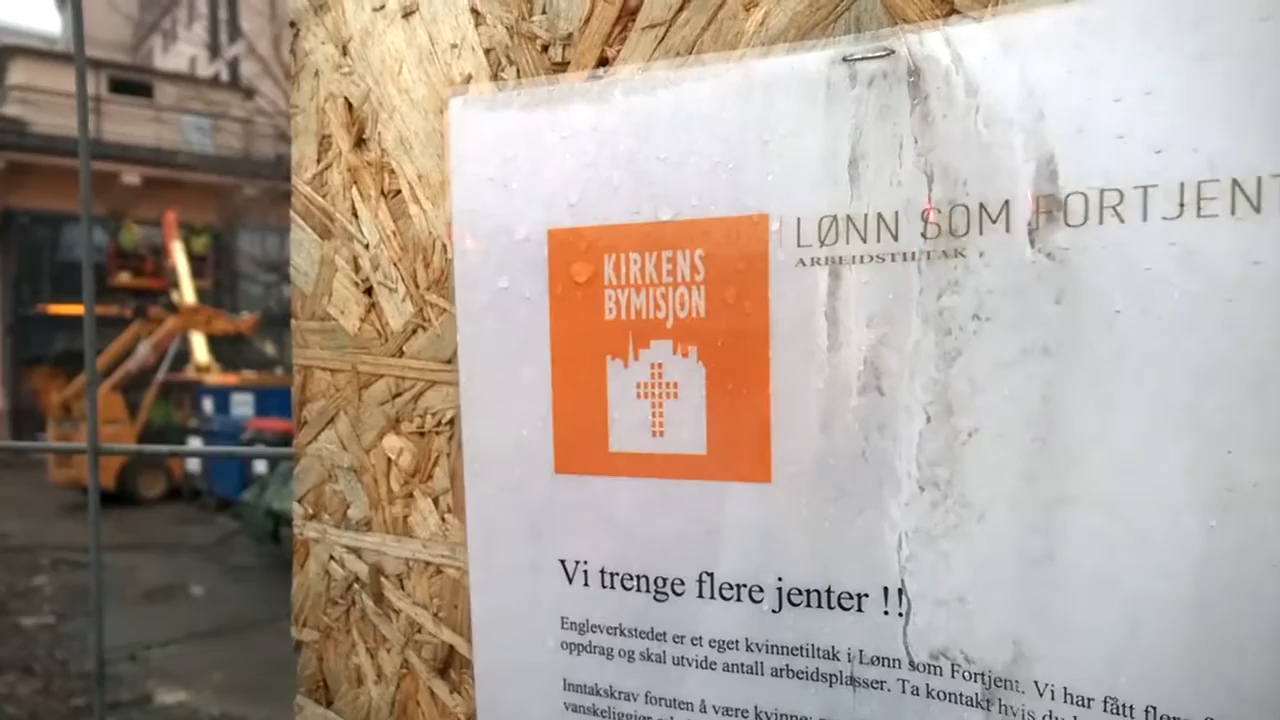 KIRKENS
BYMISJON
LØNN SOM FORTJENT
ARBEIDSTILTAK
Vi trenge flere jenter !!
Engleverkstedet er et eget kvinnetiltak i Lønn som Fortjent. Vi har fått flere
oppdrag og skal utvide antall arbeidsplasser. Ta kontakt hvis du
Inntakskrav foruten å være kvinne